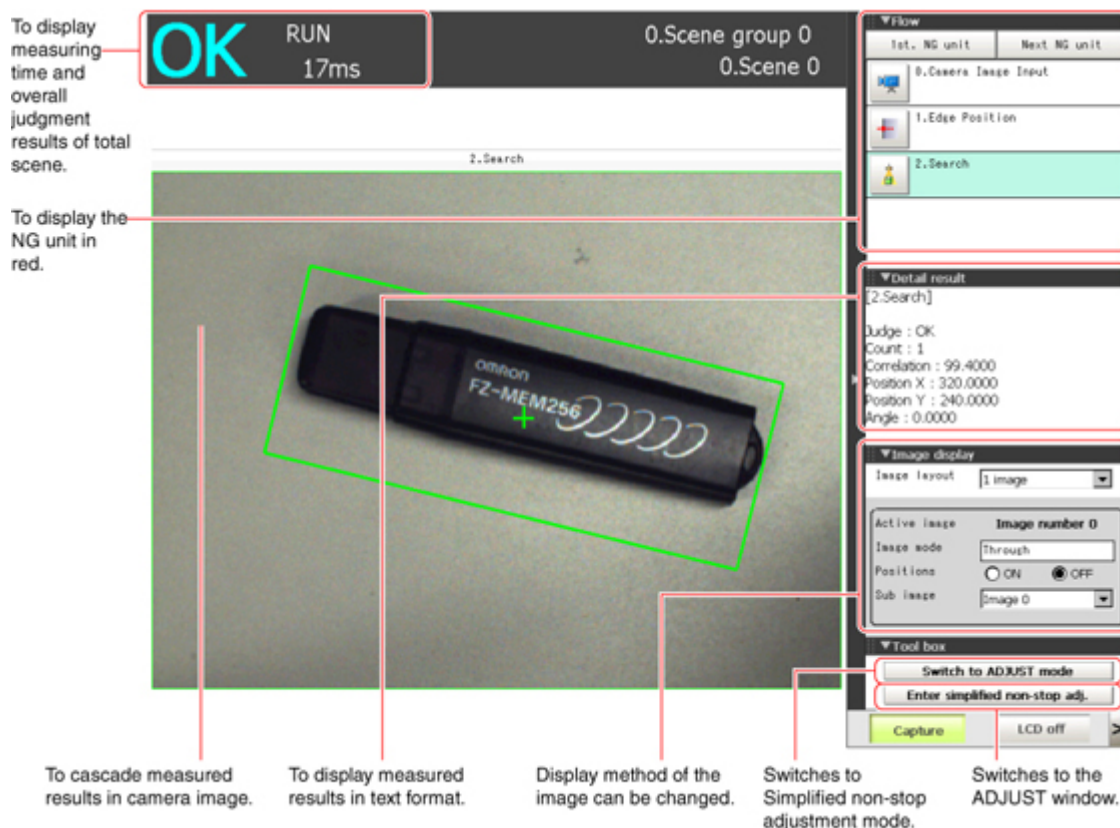 To display
measuring
time and
overall
judgment
results of total
scene.
To display the
NG unit in
red.
OK
RUN
17ms
0.Scene group 0
0.Scene 0
2.Search
omron
FZ-MEM256
▼Flow
1st. NG unit
Next NG unit
0.Camera Image Input
1.Edge Position
2.Search
▼Detail result
[2.Search]
Judge : OK
Count : 1
Correlation : 99.4000
Position X : 320.0000
Position Y : 240.0000
Angle : 0.0000
▼Image display
Image layout
1 image
Active image
Image number 0
Image mode
Through
Positions
ON
OFF
Sub image
Image 0
▼Tool box
Switch to ADJUST mode
Enter simplified non-stop adj.
Capture
LCD off
>
To cascade measured
results in camera image.
To display measured
results in text format.
Display method of the
image can be changed.
Switches to
Simplified non-stop
adjustment mode.
Switches to the
ADJUST window.